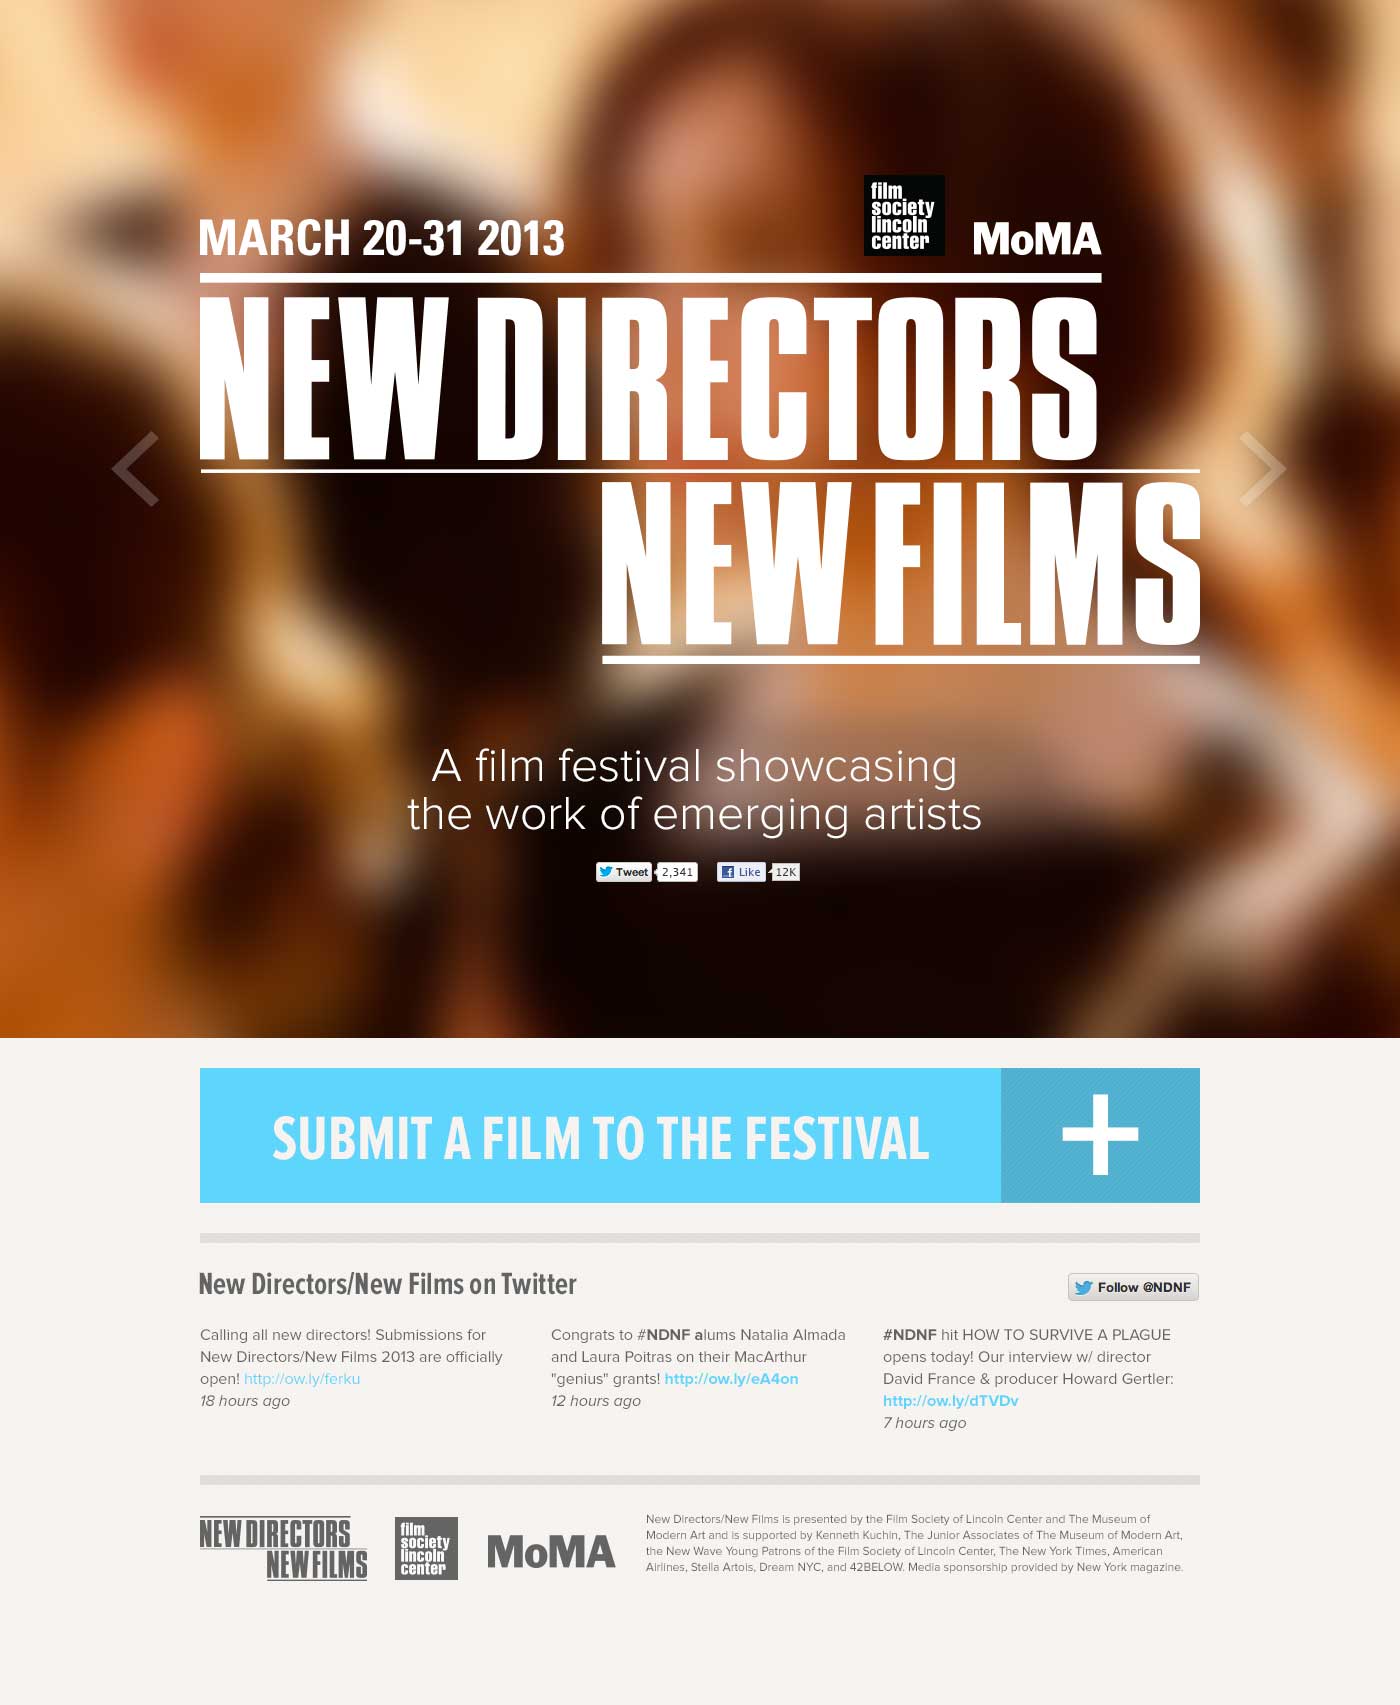 film
society
lincoln
center
MARCH 20-31 2013
MoMA
NEW DIRECTORS
NEW FILMS
A film festival showcasing
the work of emerging artists
Tweet 2,341 Like 12K
SUBMIT A FILM TO THE FESTIVAL +
New Directors/New Films on Twitter
Follow @NDNF
Calling all new directors! Submissions for
New Directors/New Films 2013 are officially
open! http://ow.ly/ferku
18 hours ago
Congrats to #NDNF alums Natalia Almada
and Laura Poitras on their MacArthur
"genius" grants! http://ow.ly/eA4on
12 hours ago
#NDNF hit HOW TO SURVIVE A PLAGUE
opens today! Our interview w/ director
David France & producer Howard Gertler:
http://ow.ly/dTVDv
7 hours ago
NEW DIRECTORS
NEW FILMS
film
society
lincoln
center
MoMA
New Directors/New Films is presented by the Film Society of Lincoln Center and The Museum of
Modern Art and is supported by Kenneth Kuchin, The Junior Associates of The Museum of Modern Art,
the New Wave Young Patrons of the Film Society of Lincoln Center, The New York Times, American
Airlines, Stella Artois, Dream NYC, and 42BELOW. Media sponsorship provided by New York magazine.